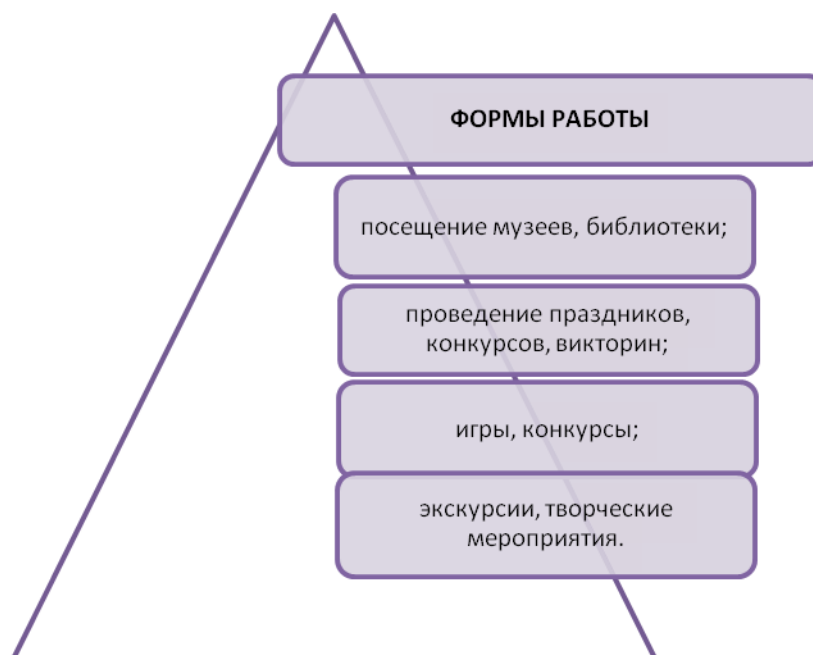 ФОРМЫ РАБОТЫ
посещение музеев, библиотеки;
проведение праздников,
конкурсов, викторин;
игры, конкурсы;
экскурсии, творческие
мероприятия.